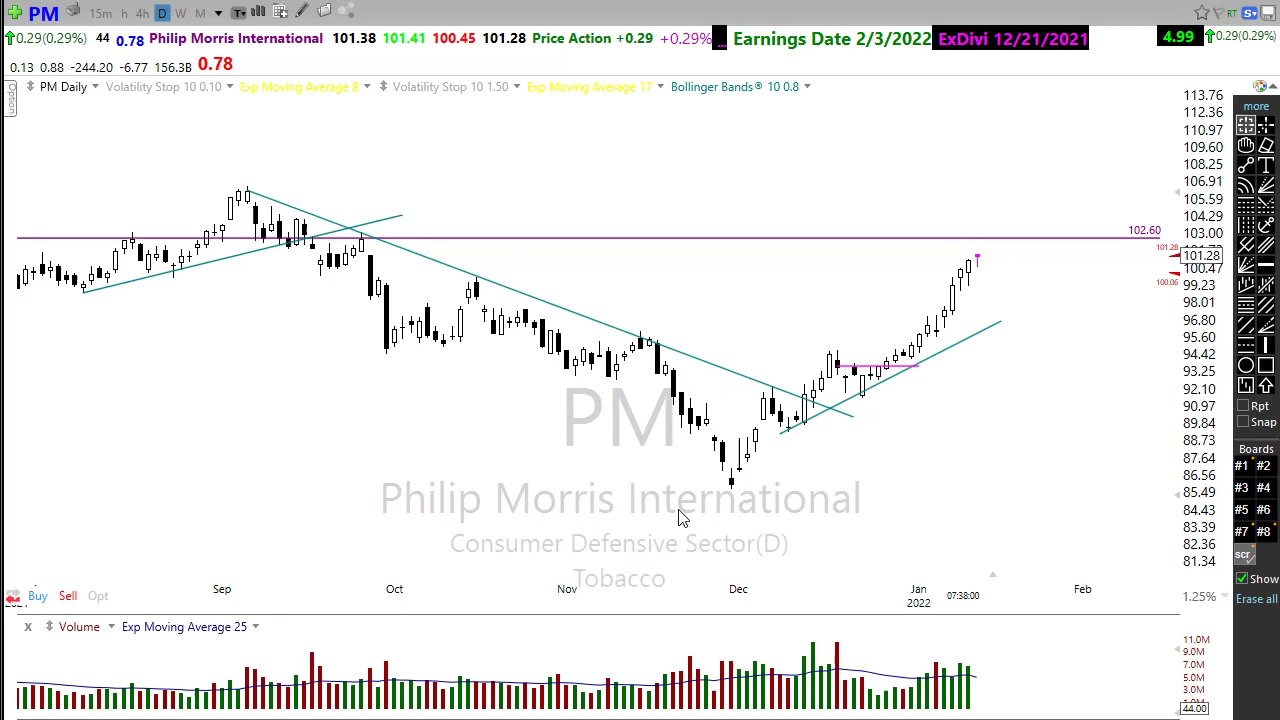 PM 15m h 4h D W M T
0.29(0.29%) 44 0.78 Philip Morris International 101.38 101.41 100.45 101.28 Price Action +0.29 +0.29% ... Earnings Date 2/3/2022 ExDivi 12/21/2021 4.99 0.29(0.29%)
RT S
0.13 0.88 -244.20 -6.77 156.3B 0.78
Option
PM Daily Volatility Stop 10 0.10 Exp Moving Average 8 Volatility Stop 10 1.50 Exp Moving Average 17 Bollinger Bands® 10 0.8
113.76
112.36
110.97
109.60
108.25
106.91
105.59
104.29
103.00
102.60
101.28
101.28
100.47
100.06
99.23
98.01
96.80
95.60
94.42
93.25
92.10
90.97
89.84
88.73
87.64
86.56
85.49
84.43
83.39
82.36
81.34
more
T
Rpt
Snap
Boards
#1 #2
#3 #4
#5 #6
#7 #8
scr
Show
Erase all
PM
Philip Morris International
Consumer Defensive Sector(D)
Tobacco
Sep Oct Nov Dec Jan Feb
2022 07:38:00
Buy Sell Opt
1.25%
X Volume Exp Moving Average 25
11.0M
9.0M
7.0M
5.0M
3.0M
44.00